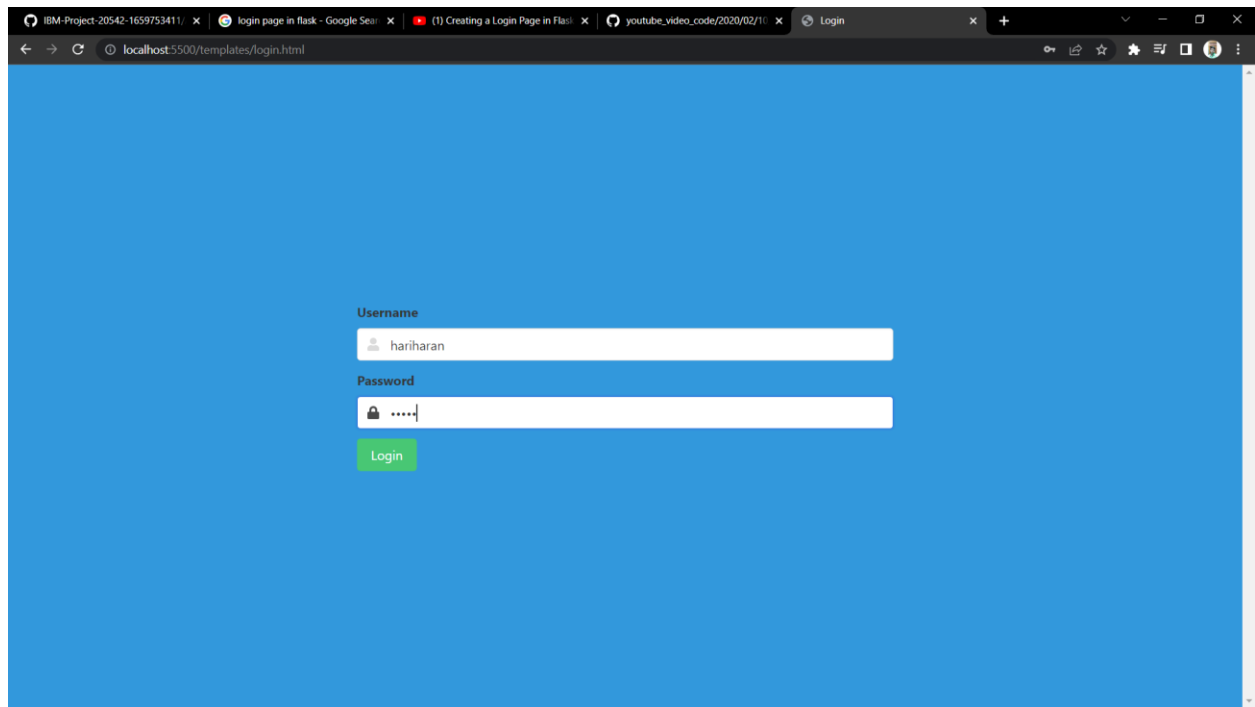 IBM-Project-20542-1659753411/
login page in flask - Google Sear
(1) Creating a Login Page in Flask
youtube_video_code/2020/02/10
Login
localhost:5500/templates/login.html
Username
hariharan
Password
•••••
Login